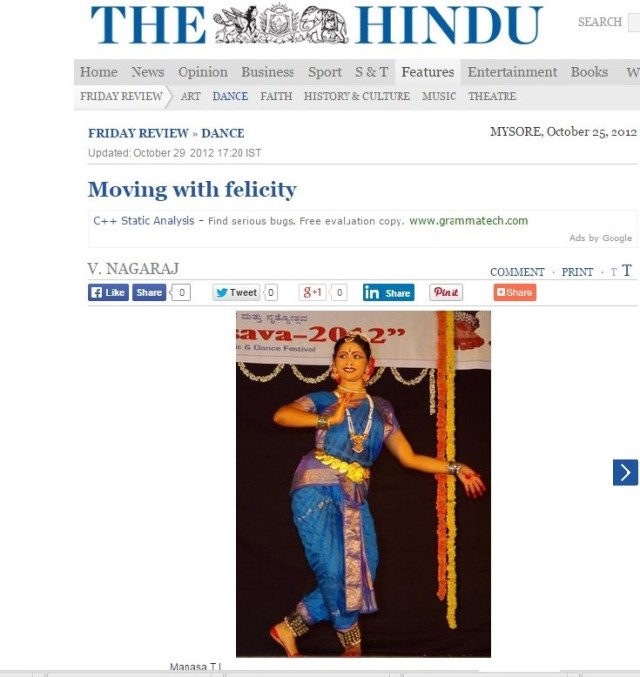 THE HINDU
SEARCH
Home News Opinion Business Sport S & T Features Entertainment Books W
FRIDAY REVIEW ART DANCE FAITH HISTORY & CULTURE MUSIC THEATRE
FRIDAY REVIEW » DANCE
MYSORE, October 25, 2012
Updated: October 29, 2012 17:20 IST
Moving with felicity
C++ Static Analysis - Find serious bugs. Free evaluation copy. www.grammatech.com
Ads by Google
V. NAGARAJ
COMMENT · PRINT · T T
Like Share 0 Tweet 0 g+1 0 in Share Pin it Share
ಮತ್ತು ನೃತ್ಯೋತ್ಸವ
ava-2012”
c & Dance Festival
Manasa T.I